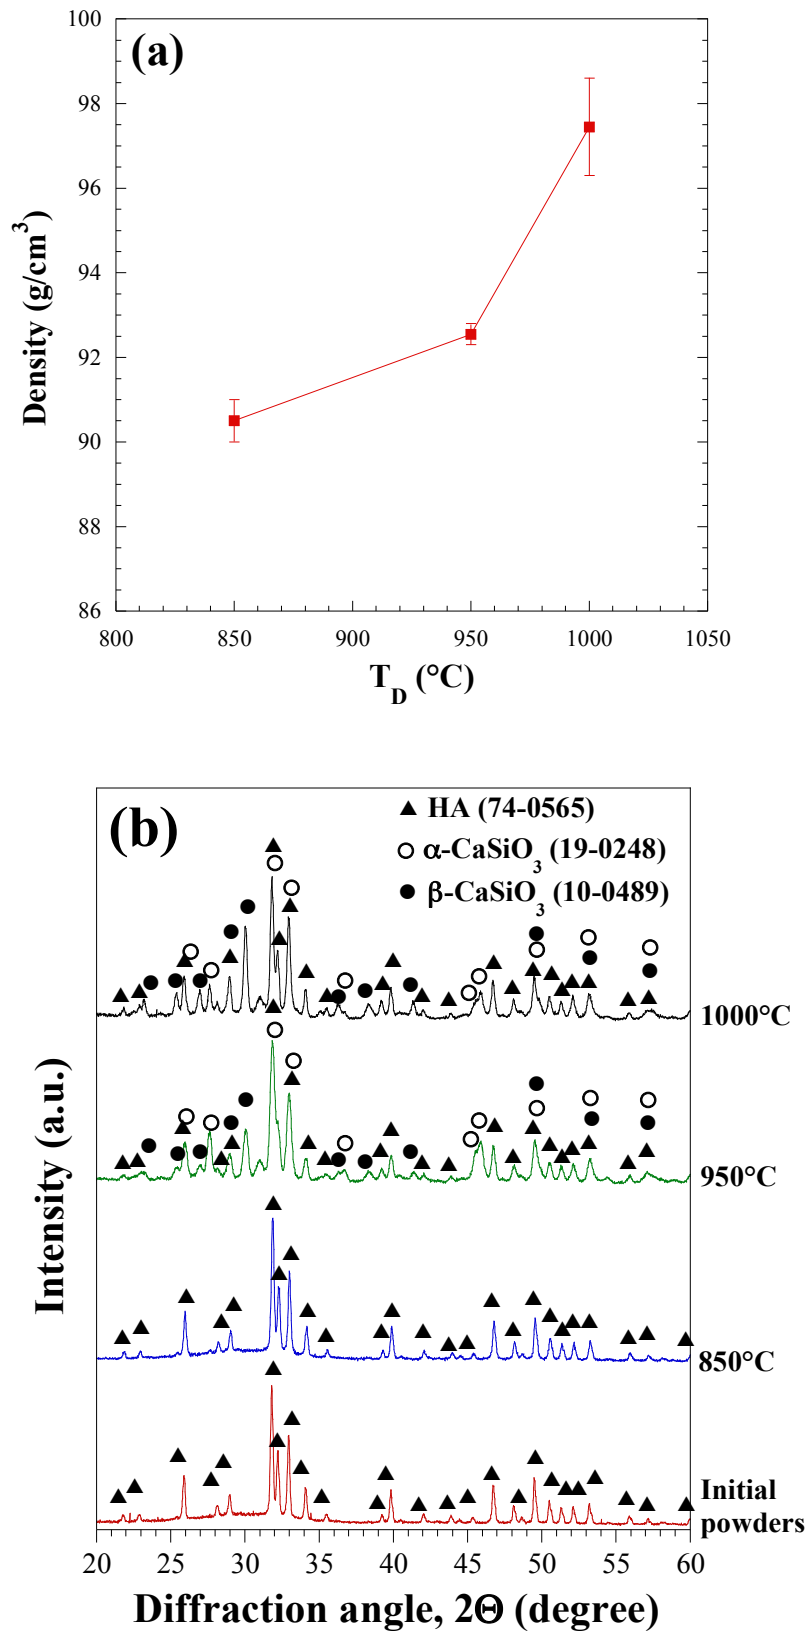 (a)
100
98
96
94
92
90
88
86
Density (g/cm³)
800 850 900 950 1000 1050
T_D (°C)
(b)
▲ HA (74-0565)
○ α-CaSiO₃ (19-0248)
● β-CaSiO₃ (10-0489)
1000°C
950°C
850°C
Initial
powders
Intensity (a.u.)
20 25 30 35 40 45 50 55 60
Diffraction angle, 2Θ (degree)